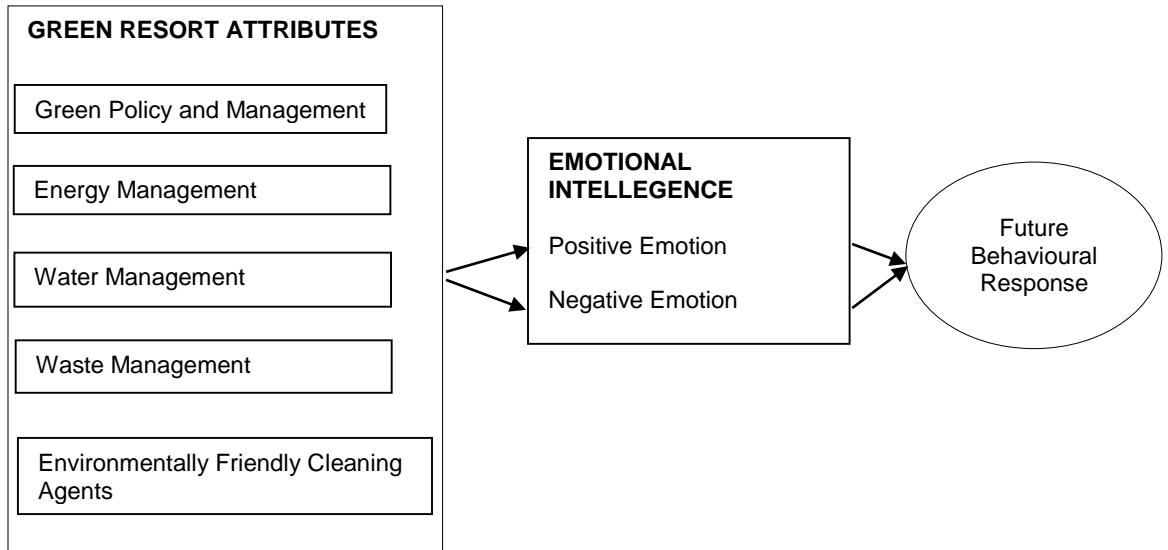 GREEN RESORT ATTRIBUTES
Green Policy and Management
Energy Management
Water Management
Waste Management
Environmentally Friendly Cleaning
Agents
EMOTIONAL
INTELLEGENCE
Positive Emotion
Negative Emotion
Future
Behavioural
Response